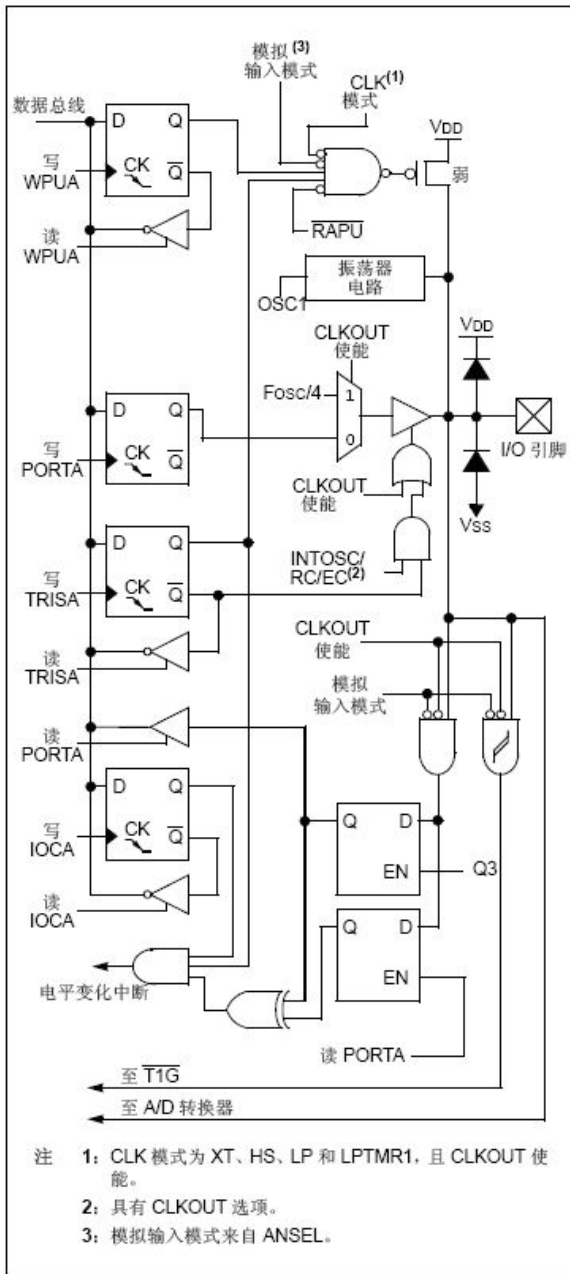 模拟 (3)
输入模式
CLK(1)
模式
数据总线
D Q
VDD
写
WPUA
CK Q
弱
读
WPUA
RAPU
振荡器
电路
OSC1
CLKOUT
使能
VDD
Fosc/4
1
D Q
0
I/O 引脚
写
PORTA
CK Q
CLKOUT
使能
VSS
D Q
INTOSC/
RC/EC(2)
写
TRISA
CK Q
CLKOUT
使能
读
TRISA
模拟
输入模式
读
PORTA
D Q
Q D
写
IOCA
CK Q
EN
Q3
读
IOCA
Q D
EN
电平变化中断
读 PORTA
至 T1G
至 A/D 转换器
注 1: CLK 模式为 XT、HS、LP 和 LPTMR1，且 CLKOUT 使
能。
2: 具有 CLKOUT 选项。
3: 模拟输入模式来自 ANSEL。